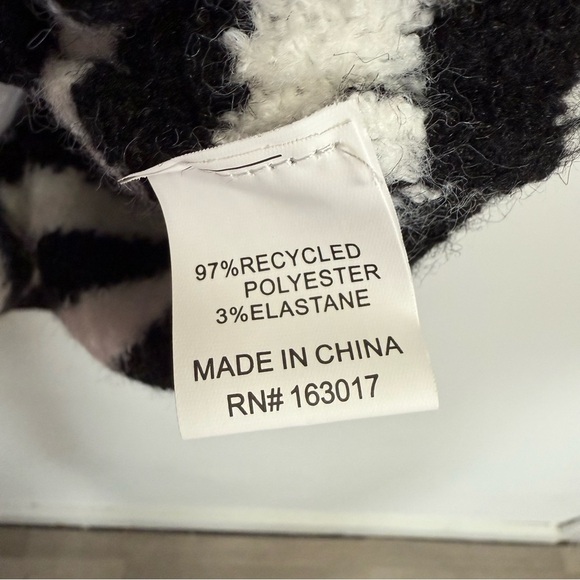 97%RECYCLED
POLYESTER
3%ELASTANE
MADE IN CHINA
RN# 163017